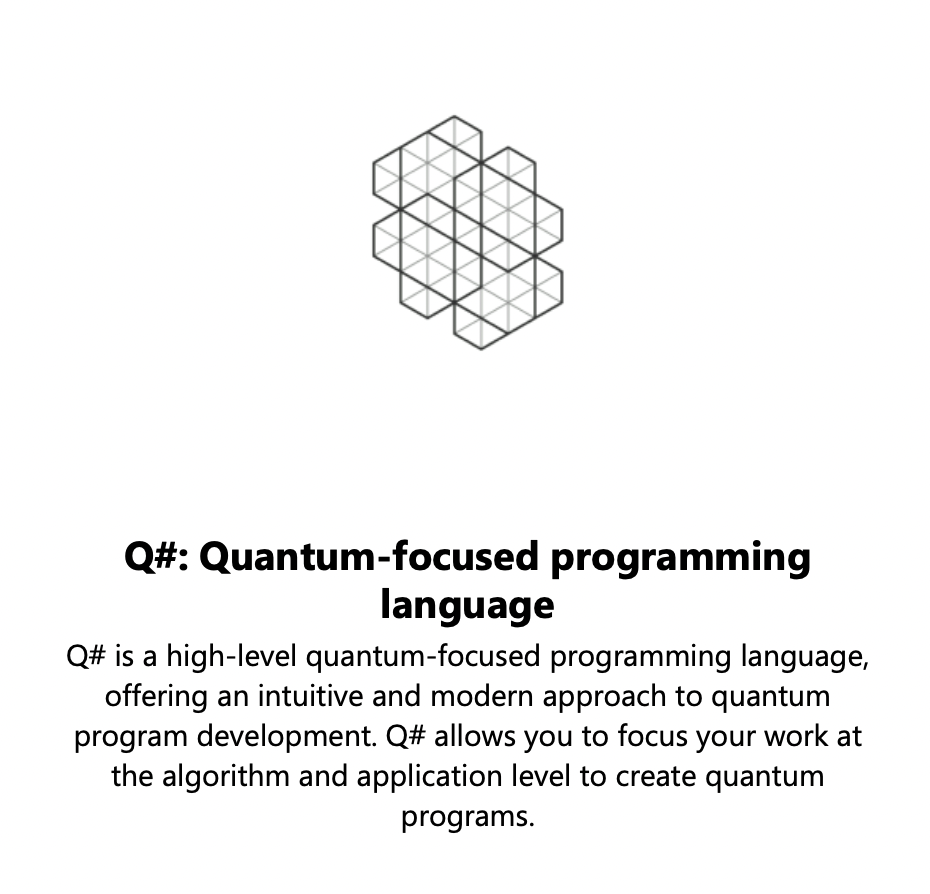 Q#: Quantum-focused programming
language
Q# is a high-level quantum-focused programming language,
offering an intuitive and modern approach to quantum
program development. Q# allows you to focus your work at
the algorithm and application level to create quantum
programs.